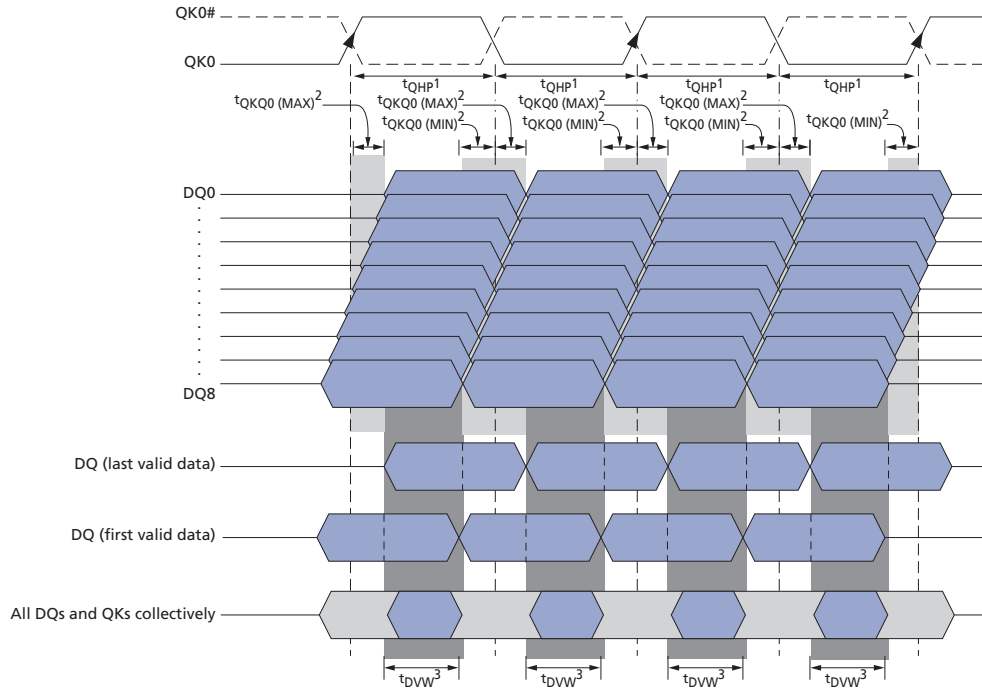 QK0#
QK0
tQHP1 tQHP1 tQHP1 tQHP1
tQKQ0 (MAX)2 tQKQ0 (MAX)2 tQKQ0 (MAX)2 tQKQ0 (MAX)2
tQKQ0 (MIN)2 tQKQ0 (MIN)2 tQKQ0 (MIN)2 tQKQ0 (MIN)2
DQ0
DQ8
DQ (last valid data)
DQ (first valid data)
All DQs and QKs collectively
tDVW3 tDVW3 tDVW3 tDVW3